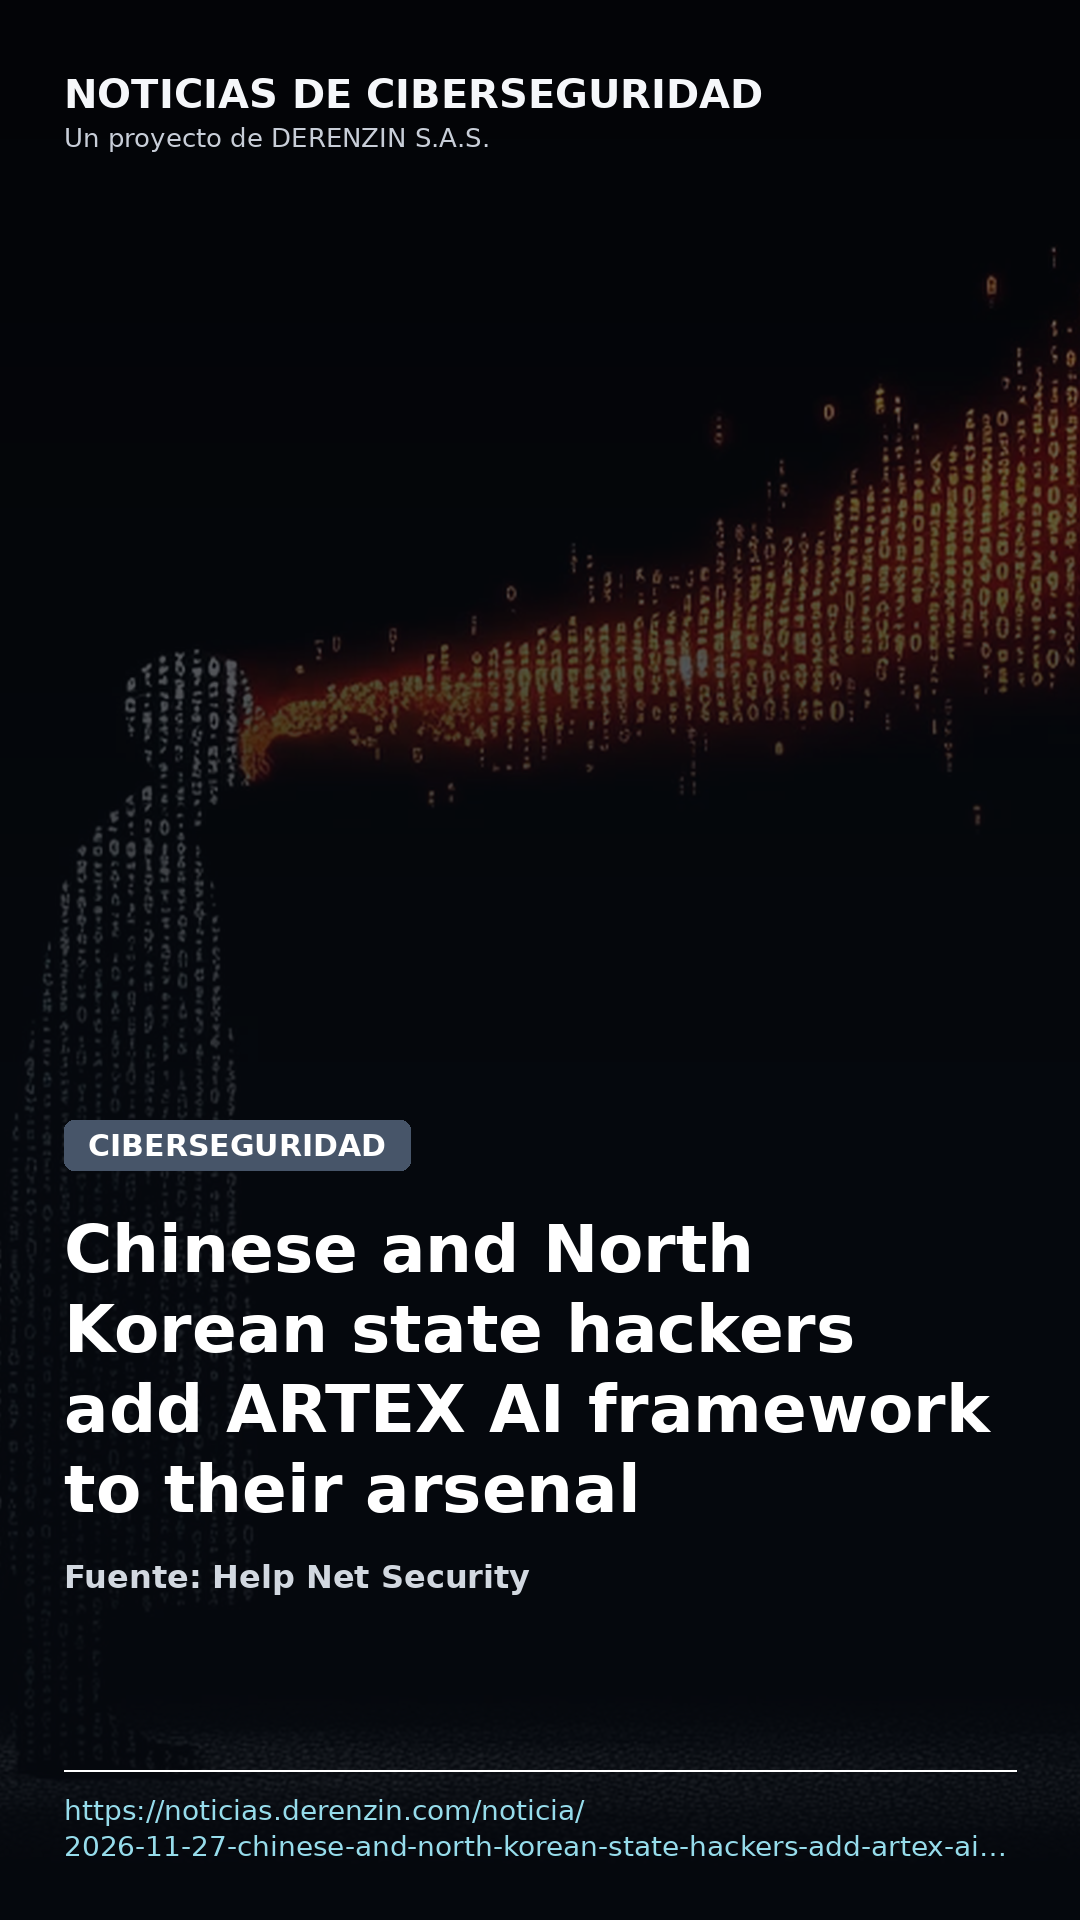 NOTICIAS DE CIBERSEGURIDAD
Un proyecto de DERENZIN S.A.S.
CIBERSEGURIDAD
Chinese and North
Korean state hackers
add ARTEX AI framework
to their arsenal
Fuente: Help Net Security
https://noticias.derenzin.com/noticia/
2026-11-27-chinese-and-north-korean-state-hackers-add-artex-ai...